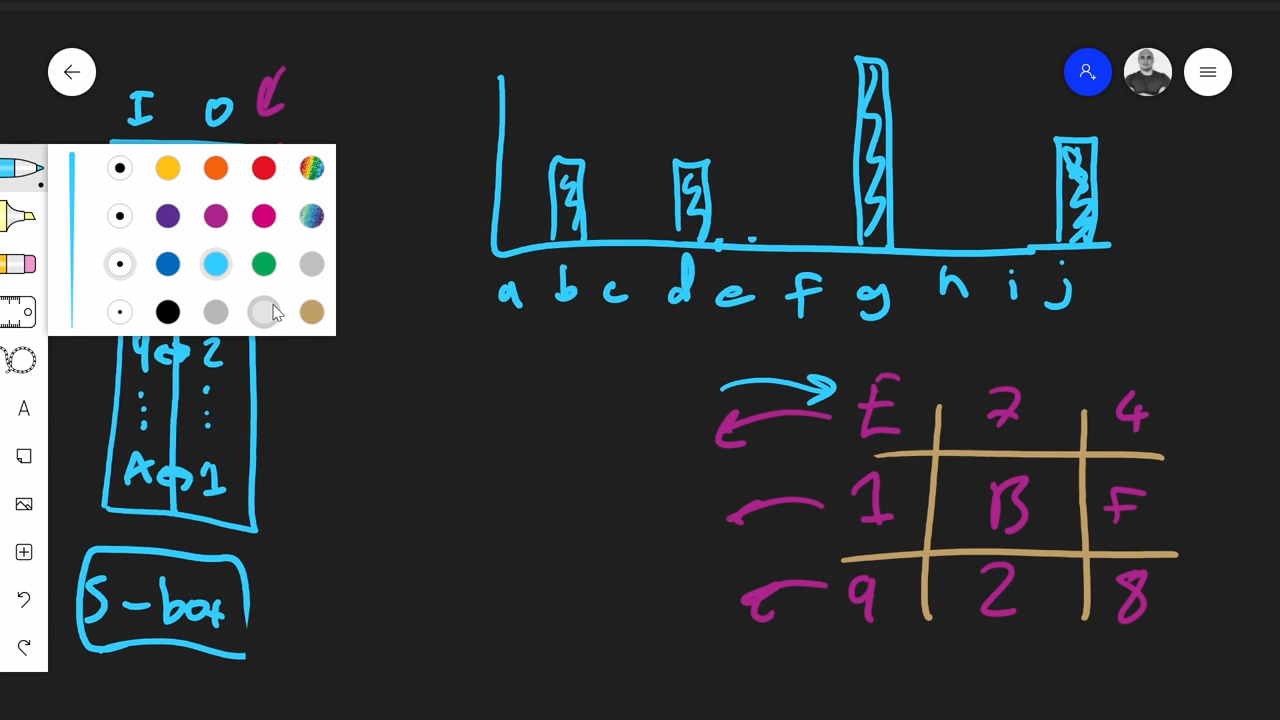 I O
4 2
A 1
S-box
a b c d e f g h i j
E 7 4
1 B F
9 2 8
A